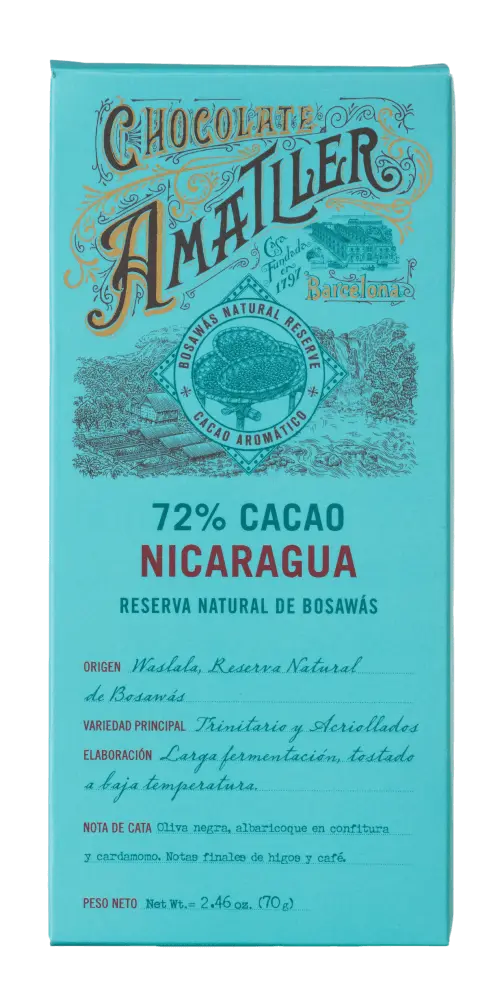 CHOCOLATE
AMATLLER
Casa
Fundada
en
1797
Barcelona
BOSAWÁS NATURAL RESERVE
CACAO AROMÁTICO
72% CACAO
NICARAGUA
RESERVA NATURAL DE BOSAWÁS
ORIGEN Waslala, Reserva Natural
de Bosawás
VARIEDAD PRINCIPAL Trinitario y Acriollados
ELABORACIÓN Larga fermentación, tostado
a baja temperatura.
NOTA DE CATA Oliva negra, albaricoque en confitura
y cardamomo. Notas finales de higos y café.
PESO NETO Net Wt.= 2.46 oz. (70 g)